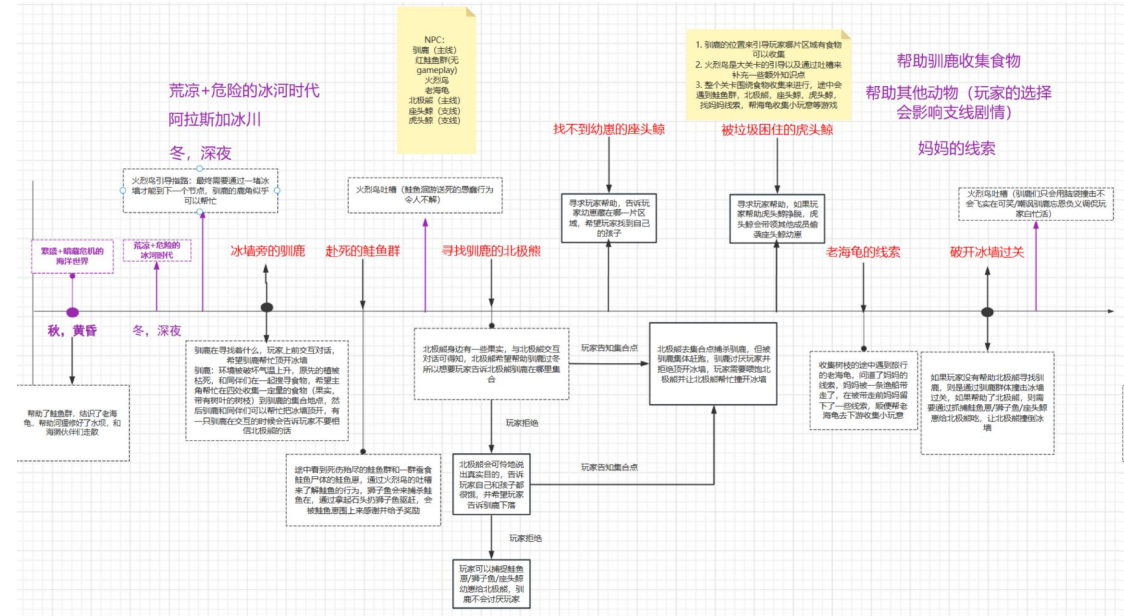 NPC:
驯鹿（主线）
红鲑鱼群(无
gameplay)
火烈鸟
老海龟
北极熊（主线）
座头鲸（支线）
虎头鲸（支线）
1. 驯鹿的位置来引导玩家哪片区域有食物
可以收集
2. 火烈鸟是大关卡的引导以及通过吐槽来
补充一些额外知识点
3. 整个关卡围绕食物收集来进行，途中会
遇到鲑鱼群，北极熊，座头鲸，虎头鲸，
找妈妈线索，帮海龟收集小玩意等游戏
帮助驯鹿收集食物
帮助其他动物（玩家的选择
会影响支线剧情）
妈妈的线索
荒凉+危险的冰河时代
阿拉斯加冰川
冬，深夜
找不到幼崽的座头鲸
被垃圾困住的虎头鲸
火烈鸟引导指路：最终需要通过一堵冰
墙才能到下一个节点，驯鹿的鹿角似乎
可以帮忙
火烈鸟吐槽（鲑鱼洄游送死的愚蠢行为
令人不解）
寻求玩家帮助，告诉玩
家幼崽藏在哪一片区
域，希望玩家找到自己
的孩子
寻求玩家帮助，如果玩
家帮助虎头鲸挣脱，虎
头鲸会带领其他成员偷
袭座头鲸幼崽
火烈鸟吐槽（驯鹿们只会用脑袋撞击不
会飞实在可笑/嘲讽驯鹿忘恩负义调侃玩
家白忙活）
繁盛+暗藏危机的
海洋世界
荒凉+危险的
冰河时代
冰墙旁的驯鹿
赴死的鲑鱼群
寻找驯鹿的北极熊
老海龟的线索
破开冰墙过关
秋，黄昏
冬，深夜
驯鹿在寻找着什么，玩家上前交互对话，
希望驯鹿帮忙顶开冰墙
驯鹿：环境被破坏气温上升，原先的植被
枯死，和同伴们在一起搜寻食物，希望主
角帮忙在四处收集一定量的食物（果实，
带有树叶的树枝）到驯鹿的集合地点，然
后驯鹿和同伴们可以帮忙把冰墙顶开，有
一只驯鹿在交互的时候会告诉玩家不要相
信北极熊的话
北极熊身边有一些果实，与北极熊交互
对话可得知，北极熊希望帮助驯鹿过冬
所以想要玩家告诉北极熊驯鹿在哪里集
合
玩家告知集合点
北极熊去集合点捕杀驯鹿，但被
驯鹿集体赶跑，驯鹿讨厌玩家并
拒绝顶开冰墙，玩家需要喂饱北
极熊并让北极熊帮忙撞开冰墙
收集树枝的途中遇到旅行
的老海龟，问道了妈妈的
线索，妈妈被一条渔船带
走了，在被带走前妈妈留
下了一些线索，顺便帮老
海龟去下游收集小玩意
如果玩家没有帮助北极熊寻找驯
鹿，则是通过驯鹿群体撞击冰墙
过关，如果帮助了北极熊，则需
要通过抓捕鲑鱼崽/狮子鱼/座头鲸
崽给北极熊吃，让北极熊撞倒冰
墙
帮助了鲑鱼群，结识了老海
龟，帮助河狸修好了水坝，和
海獭伙伴们走散
玩家拒绝
途中看到死伤殆尽的鲑鱼群和一群蚕食
鲑鱼尸体的鲑鱼崽，通过火烈鸟的吐槽
来了解鲑鱼的行为，狮子鱼会来捕杀鲑
鱼在，通过拿起石头扔狮子鱼驱赶，会
被鲑鱼崽围上来感谢并给予奖励
北极熊会可怜地说
出真实目的，告诉
玩家自己和孩子都
很饿，并希望玩家
告诉驯鹿下落
玩家告知集合点
玩家拒绝
玩家可以捕捉鲑鱼
崽/狮子鱼/座头鲸
幼崽给北极熊，驯
鹿不会讨厌玩家